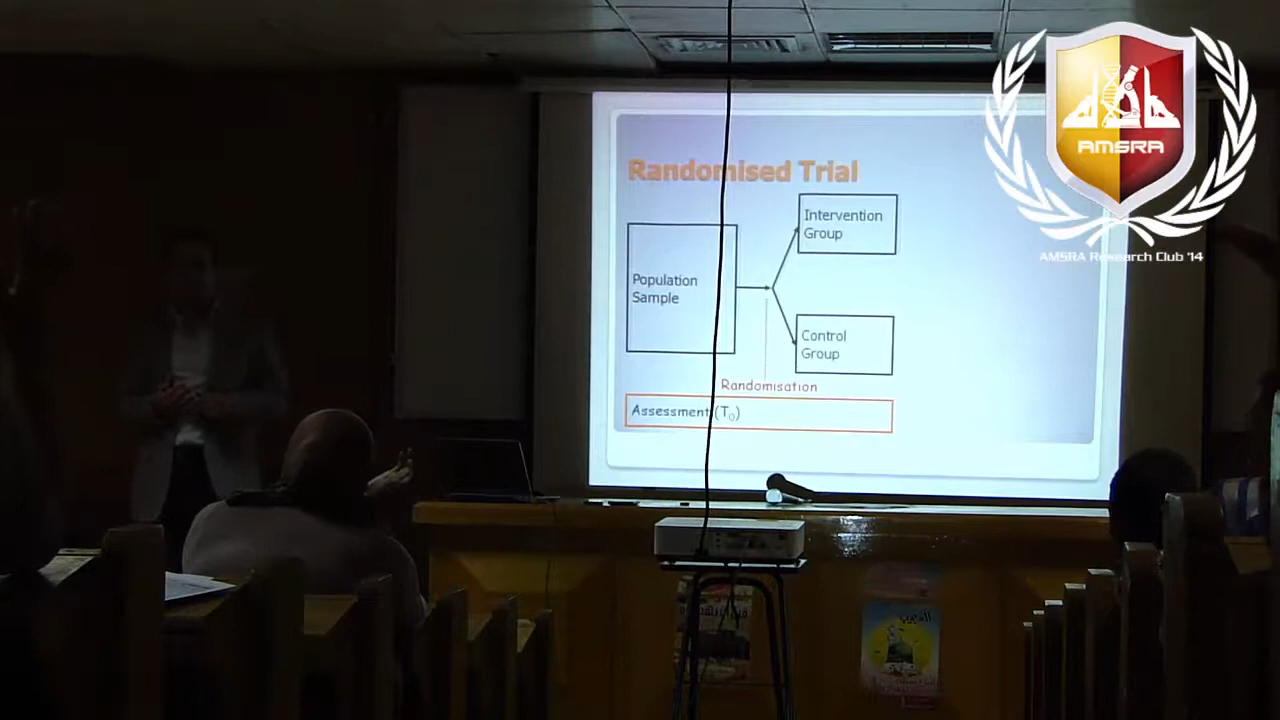 Randomised Trial
Intervention
Group
Population
Sample
Control
Group
Randomisation
Assessment (T0)
AMSRA
AMSRA Research Club '14